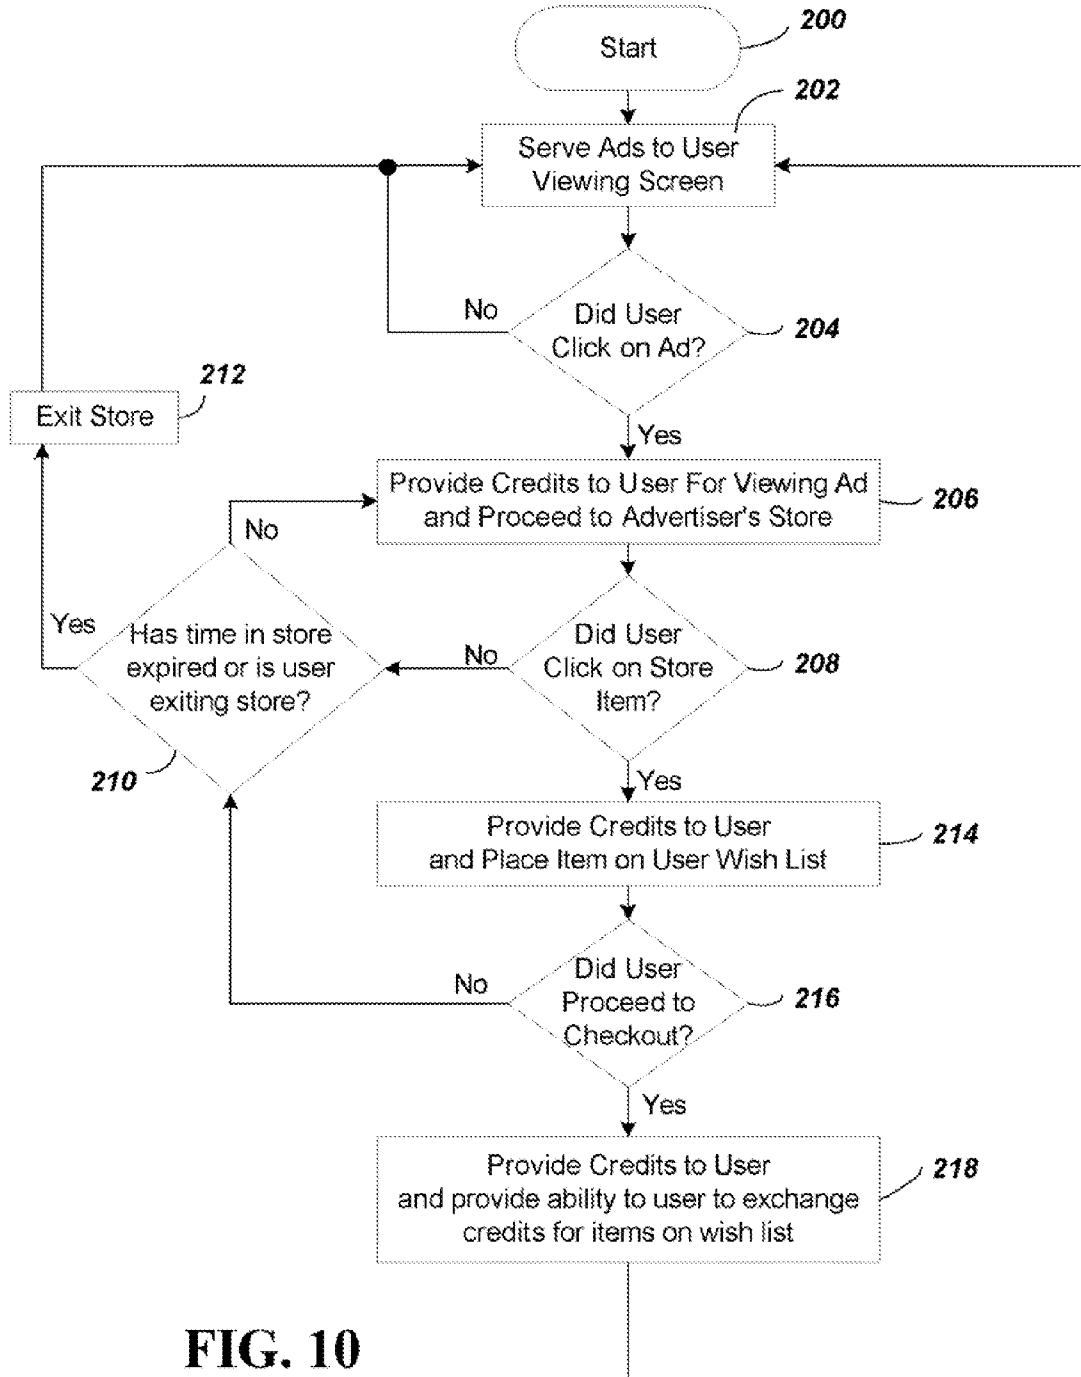 Start
200
202
Serve Ads to User
Viewing Screen
No
Did User
Click on Ad?
204
212
Exit Store
Yes
Provide Credits to User For Viewing Ad
and Proceed to Advertiser's Store
206
No
Yes
Has time in store
expired or is user
exiting store?
210
No
Did User
Click on Store
Item?
208
Yes
Provide Credits to User
and Place Item on User Wish List
214
No
Did User
Proceed to
Checkout?
216
Yes
Provide Credits to User
and provide ability to user to exchange
credits for items on wish list
218
FIG. 10